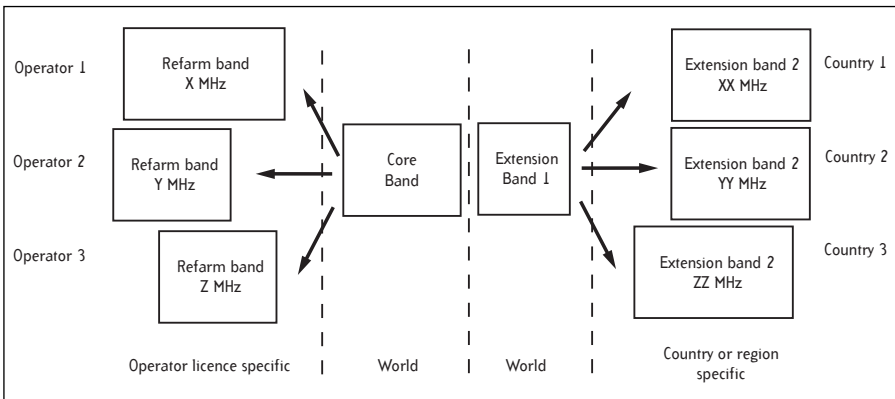 Operator 1
Refarm band
X MHz
Extension band 2
XX MHz
Country 1
Operator 2
Refarm band
Y MHz
Core
Band
Extension
Band 1
Extension band 2
YY MHz
Country 2
Operator 3
Refarm band
Z MHz
Extension band 2
ZZ MHz
Country 3
Operator licence specific
World
World
Country or region
specific